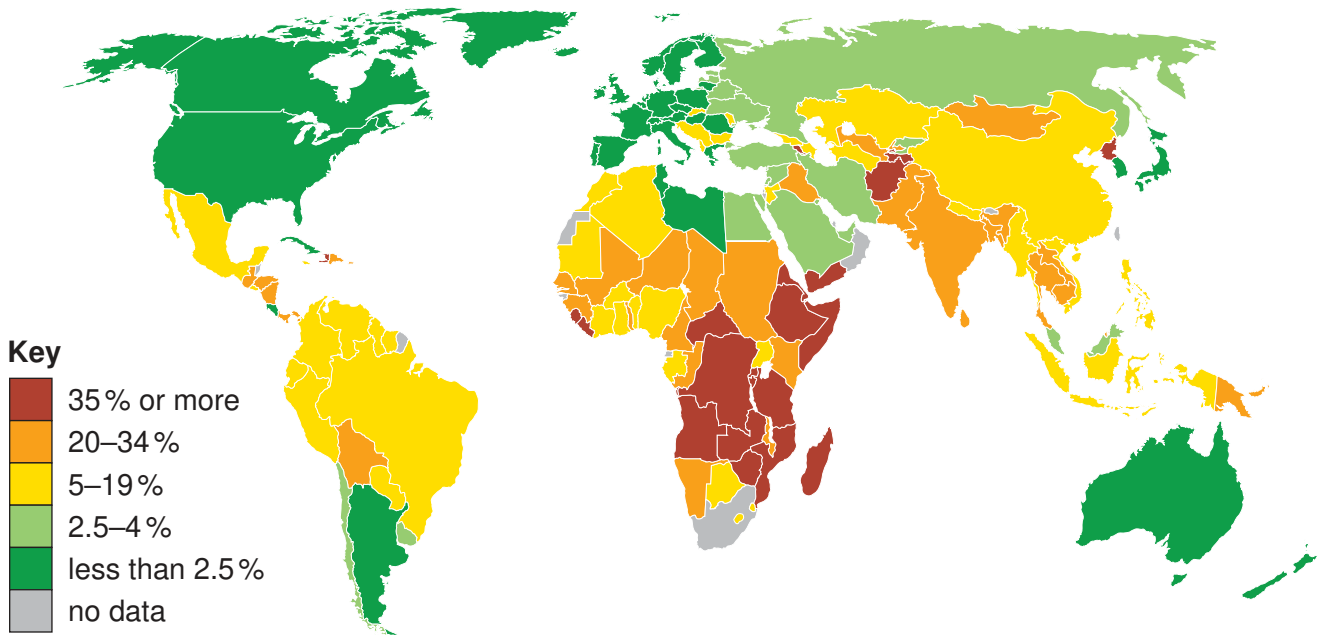 Key
35 % or more
20–34 %
5–19 %
2.5–4 %
less than 2.5 %
no data